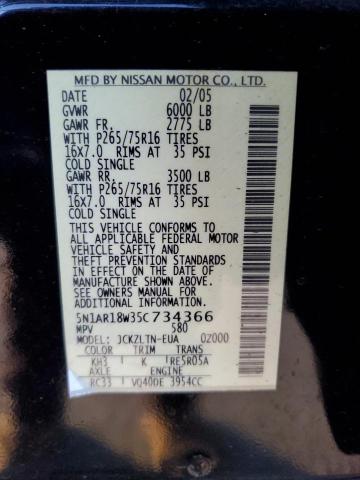 MFD BY NISSAN MOTOR CO., LTD.
DATE 02/05
GVWR 6000 LB
GAWR FR. 2775 LB
WITH P265/75R16 TIRES
16X7.0 RIMS AT 35 PSI
COLD SINGLE
GAWR RR. 3500 LB
WITH P265/75R16 TIRES
16X7.0 RIMS AT 35 PSI
COLD SINGLE
THIS VEHICLE CONFORMS TO
ALL APPLICABLE FEDERAL MOTOR
VEHICLE SAFETY AND
THEFT PREVENTION STANDARDS
IN EFFECT ON THE DATE OF
MANUFACTURE SHOWN ABOVE.
SEE OWNERS MANUAL FOR
ADDITIONAL INFORMATION.
5N1AR18W35C734366
MPV 580
MODEL: JCKZLTN-EUA 02000
COLOR TRIM TRANS
KH3 K RE5R05A
AXLE ENGINE
RC33 VQ40DE 3954CC